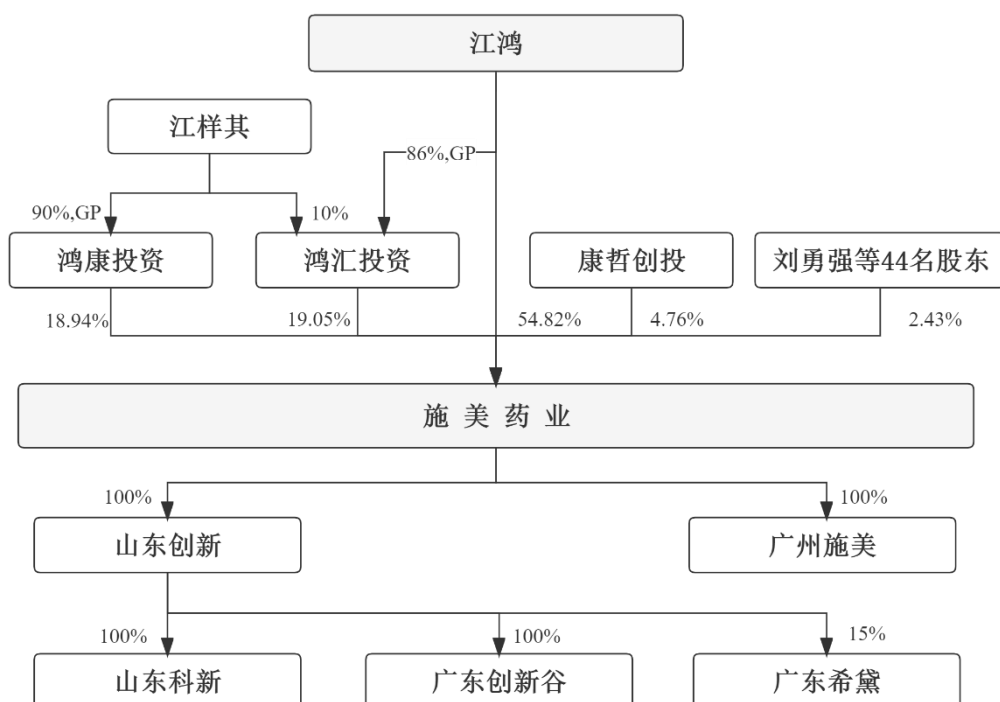 江鸿
江样其
86%,GP
90%,GP
10%
鸿康投资
鸿汇投资
康哲创投
刘勇强等44名股东
18.94%
19.05%
54.82%
4.76%
2.43%
施美药业
100%
100%
山东创新
广州施美
100%
100%
15%
山东科新
广东创新谷
广东希黛